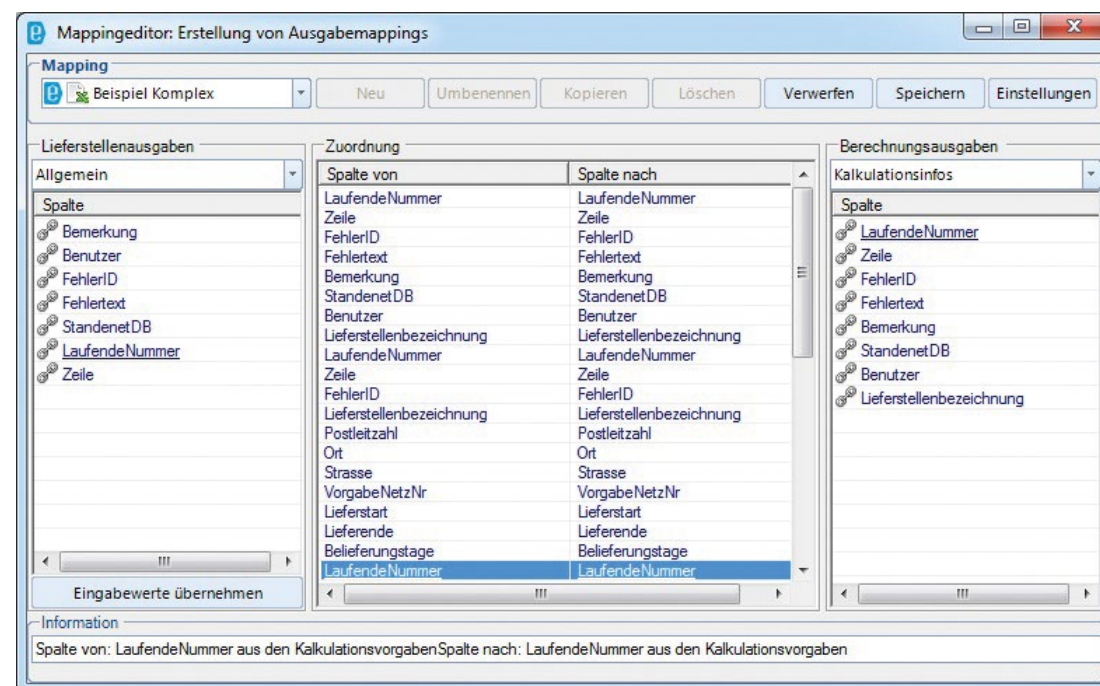 Mappingeditor: Erstellung von Ausgabemappings
Mapping
Beispiel Komplex
Neu
Umbenennen
Kopieren
Löschen
Verwerfen
Speichern
Einstellungen
Lieferstellenausgaben
Allgemein
Spalte
Bemerkung
Benutzer
FehlerID
Fehlertext
StandenetDB
LaufendeNummer
Zeile
Eingabewerte übernehmen
Zuordnung
Spalte von Spalte nach
LaufendeNummer LaufendeNummer
Zeile Zeile
FehlerID FehlerID
Fehlertext Fehlertext
Bemerkung Bemerkung
StandenetDB StandenetDB
Benutzer Benutzer
Lieferstellenbezeichnung Lieferstellenbezeichnung
LaufendeNummer LaufendeNummer
Zeile Zeile
FehlerID FehlerID
Lieferstellenbezeichnung Lieferstellenbezeichnung
Postleitzahl Postleitzahl
Ort Ort
Strasse Strasse
VorgabeNetzNr VorgabeNetzNr
Lieferstart Lieferstart
Lieferende Lieferende
Belieferungstage Belieferungstage
LaufendeNummer LaufendeNummer
Berechnungsausgaben
Kalkulationsinfos
Spalte
LaufendeNummer
Zeile
FehlerID
Fehlertext
Bemerkung
StandenetDB
Benutzer
Lieferstellenbezeichnung
Information
Spalte von: LaufendeNummer aus den KalkulationsvorgabenSpalte nach: LaufendeNummer aus den Kalkulationsvorgaben